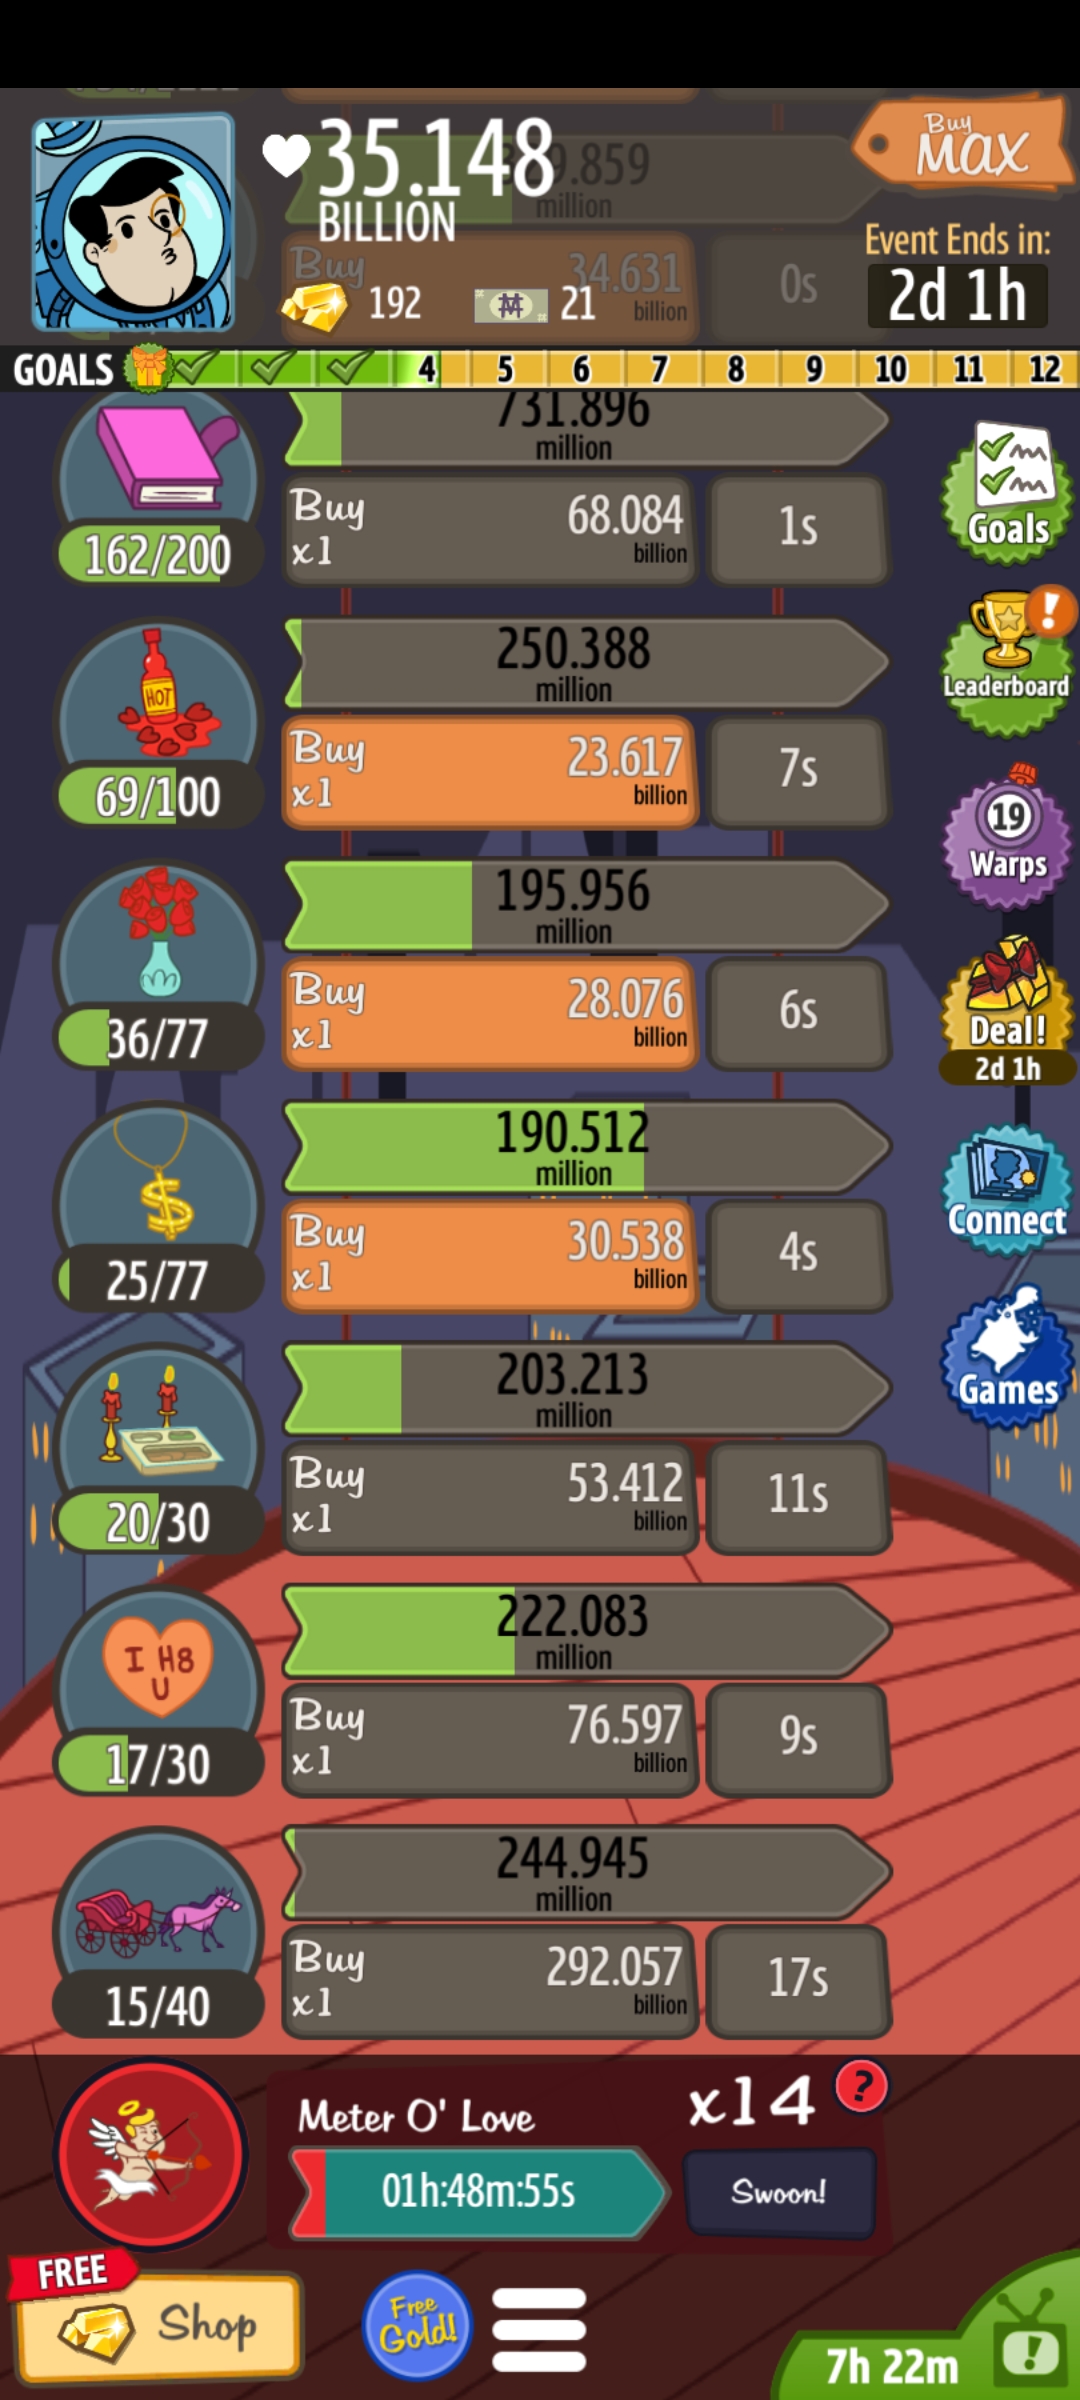 35.148
BILLION
Buy
MAX
million
Event Ends in:
2d 1h
Buy
34.631
billion
0s
192
21
GOALS
4
5
6
7
8
9
10
11
12
731.896
million
Buy
x1
68.084
billion
1s
162/200
Goals
250.388
million
HOT
Buy
x1
23.617
billion
7s
69/100
Leaderboard
19
Warps
195.956
million
Buy
x1
28.076
billion
6s
36/77
Deal!
2d 1h
190.512
million
Buy
x1
30.538
billion
4s
25/77
Connect
203.213
million
Buy
x1
53.412
billion
11s
20/30
Games
222.083
million
I H8
U
Buy
x1
76.597
billion
9s
17/30
244.945
million
Buy
x1
292.057
billion
17s
15/40
Meter O' Love
x14
?
01h:48m:55s
Swoon!
FREE
Shop
Free
Gold!
7h 22m